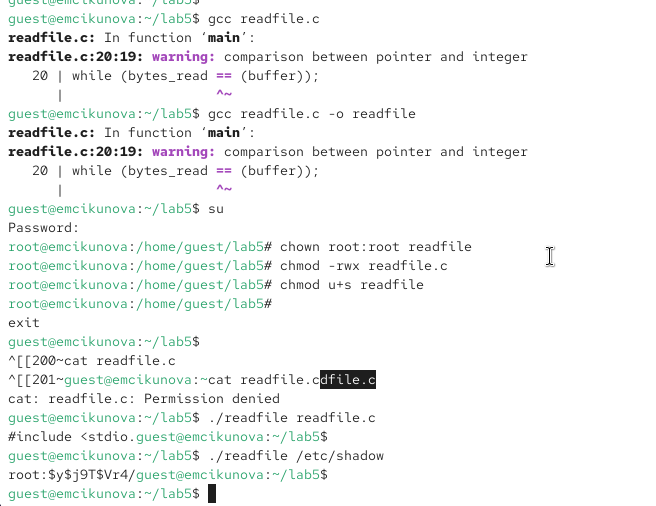 guest@emcikunova:~/lab5$ gcc readfile.c
readfile.c: In function ‘main’:
readfile.c:20:19: warning: comparison between pointer and integer
20 | while (bytes_read == (buffer));
| ^~
guest@emcikunova:~/lab5$ gcc readfile.c -o readfile
readfile.c: In function ‘main’:
readfile.c:20:19: warning: comparison between pointer and integer
20 | while (bytes_read == (buffer));
| ^~
guest@emcikunova:~/lab5$ su
Password:
root@emcikunova:/home/guest/lab5# chown root:root readfile
root@emcikunova:/home/guest/lab5# chmod -rwx readfile.c
root@emcikunova:/home/guest/lab5# chmod u+s readfile
root@emcikunova:/home/guest/lab5#
exit
guest@emcikunova:~/lab5$
^[[200~cat readfile.c
^[[201~guest@emcikunova:~cat readfile.cdfile.c
cat: readfile.c: Permission denied
guest@emcikunova:~/lab5$ ./readfile readfile.c
#include <stdio.guest@emcikunova:~/lab5$
guest@emcikunova:~/lab5$ ./readfile /etc/shadow
root:$y$j9T$Vr4/guest@emcikunova:~/lab5$
guest@emcikunova:~/lab5$